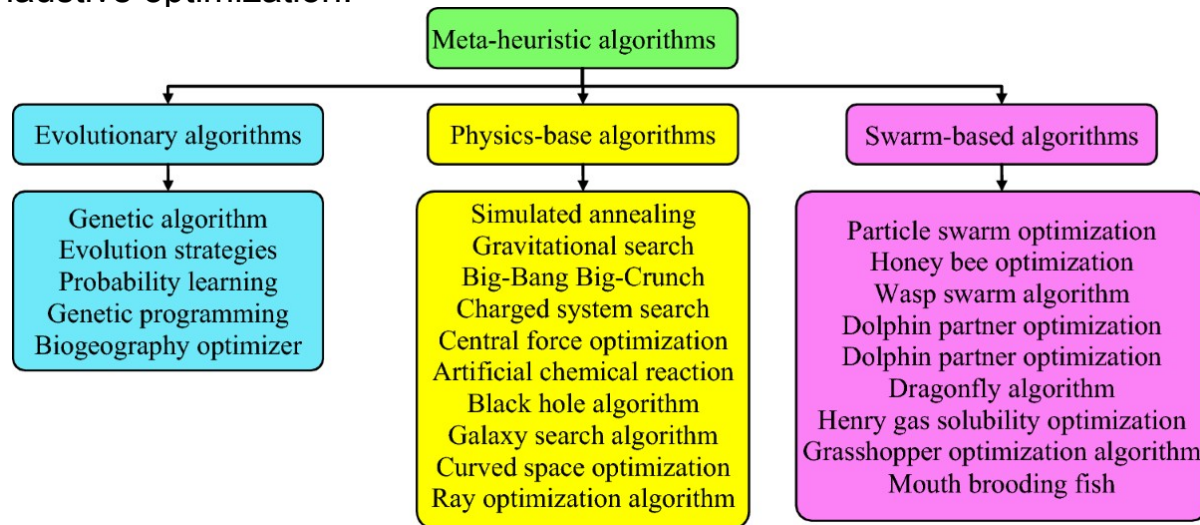 optimization.
Meta-heuristic algorithms
Evolutionary algorithms
Physics-base algorithms
Swarm-based algorithms
Genetic algorithm
Evolution strategies
Probability learning
Genetic programming
Biogeography optimizer
Simulated annealing
Gravitational search
Big-Bang Big-Crunch
Charged system search
Central force optimization
Artificial chemical reaction
Black hole algorithm
Galaxy search algorithm
Curved space optimization
Ray optimization algorithm
Particle swarm optimization
Honey bee optimization
Wasp swarm algorithm
Dolphin partner optimization
Dolphin partner optimization
Dragonfly algorithm
Henry gas solubility optimization
Grasshopper optimization algorithm
Mouth brooding fish